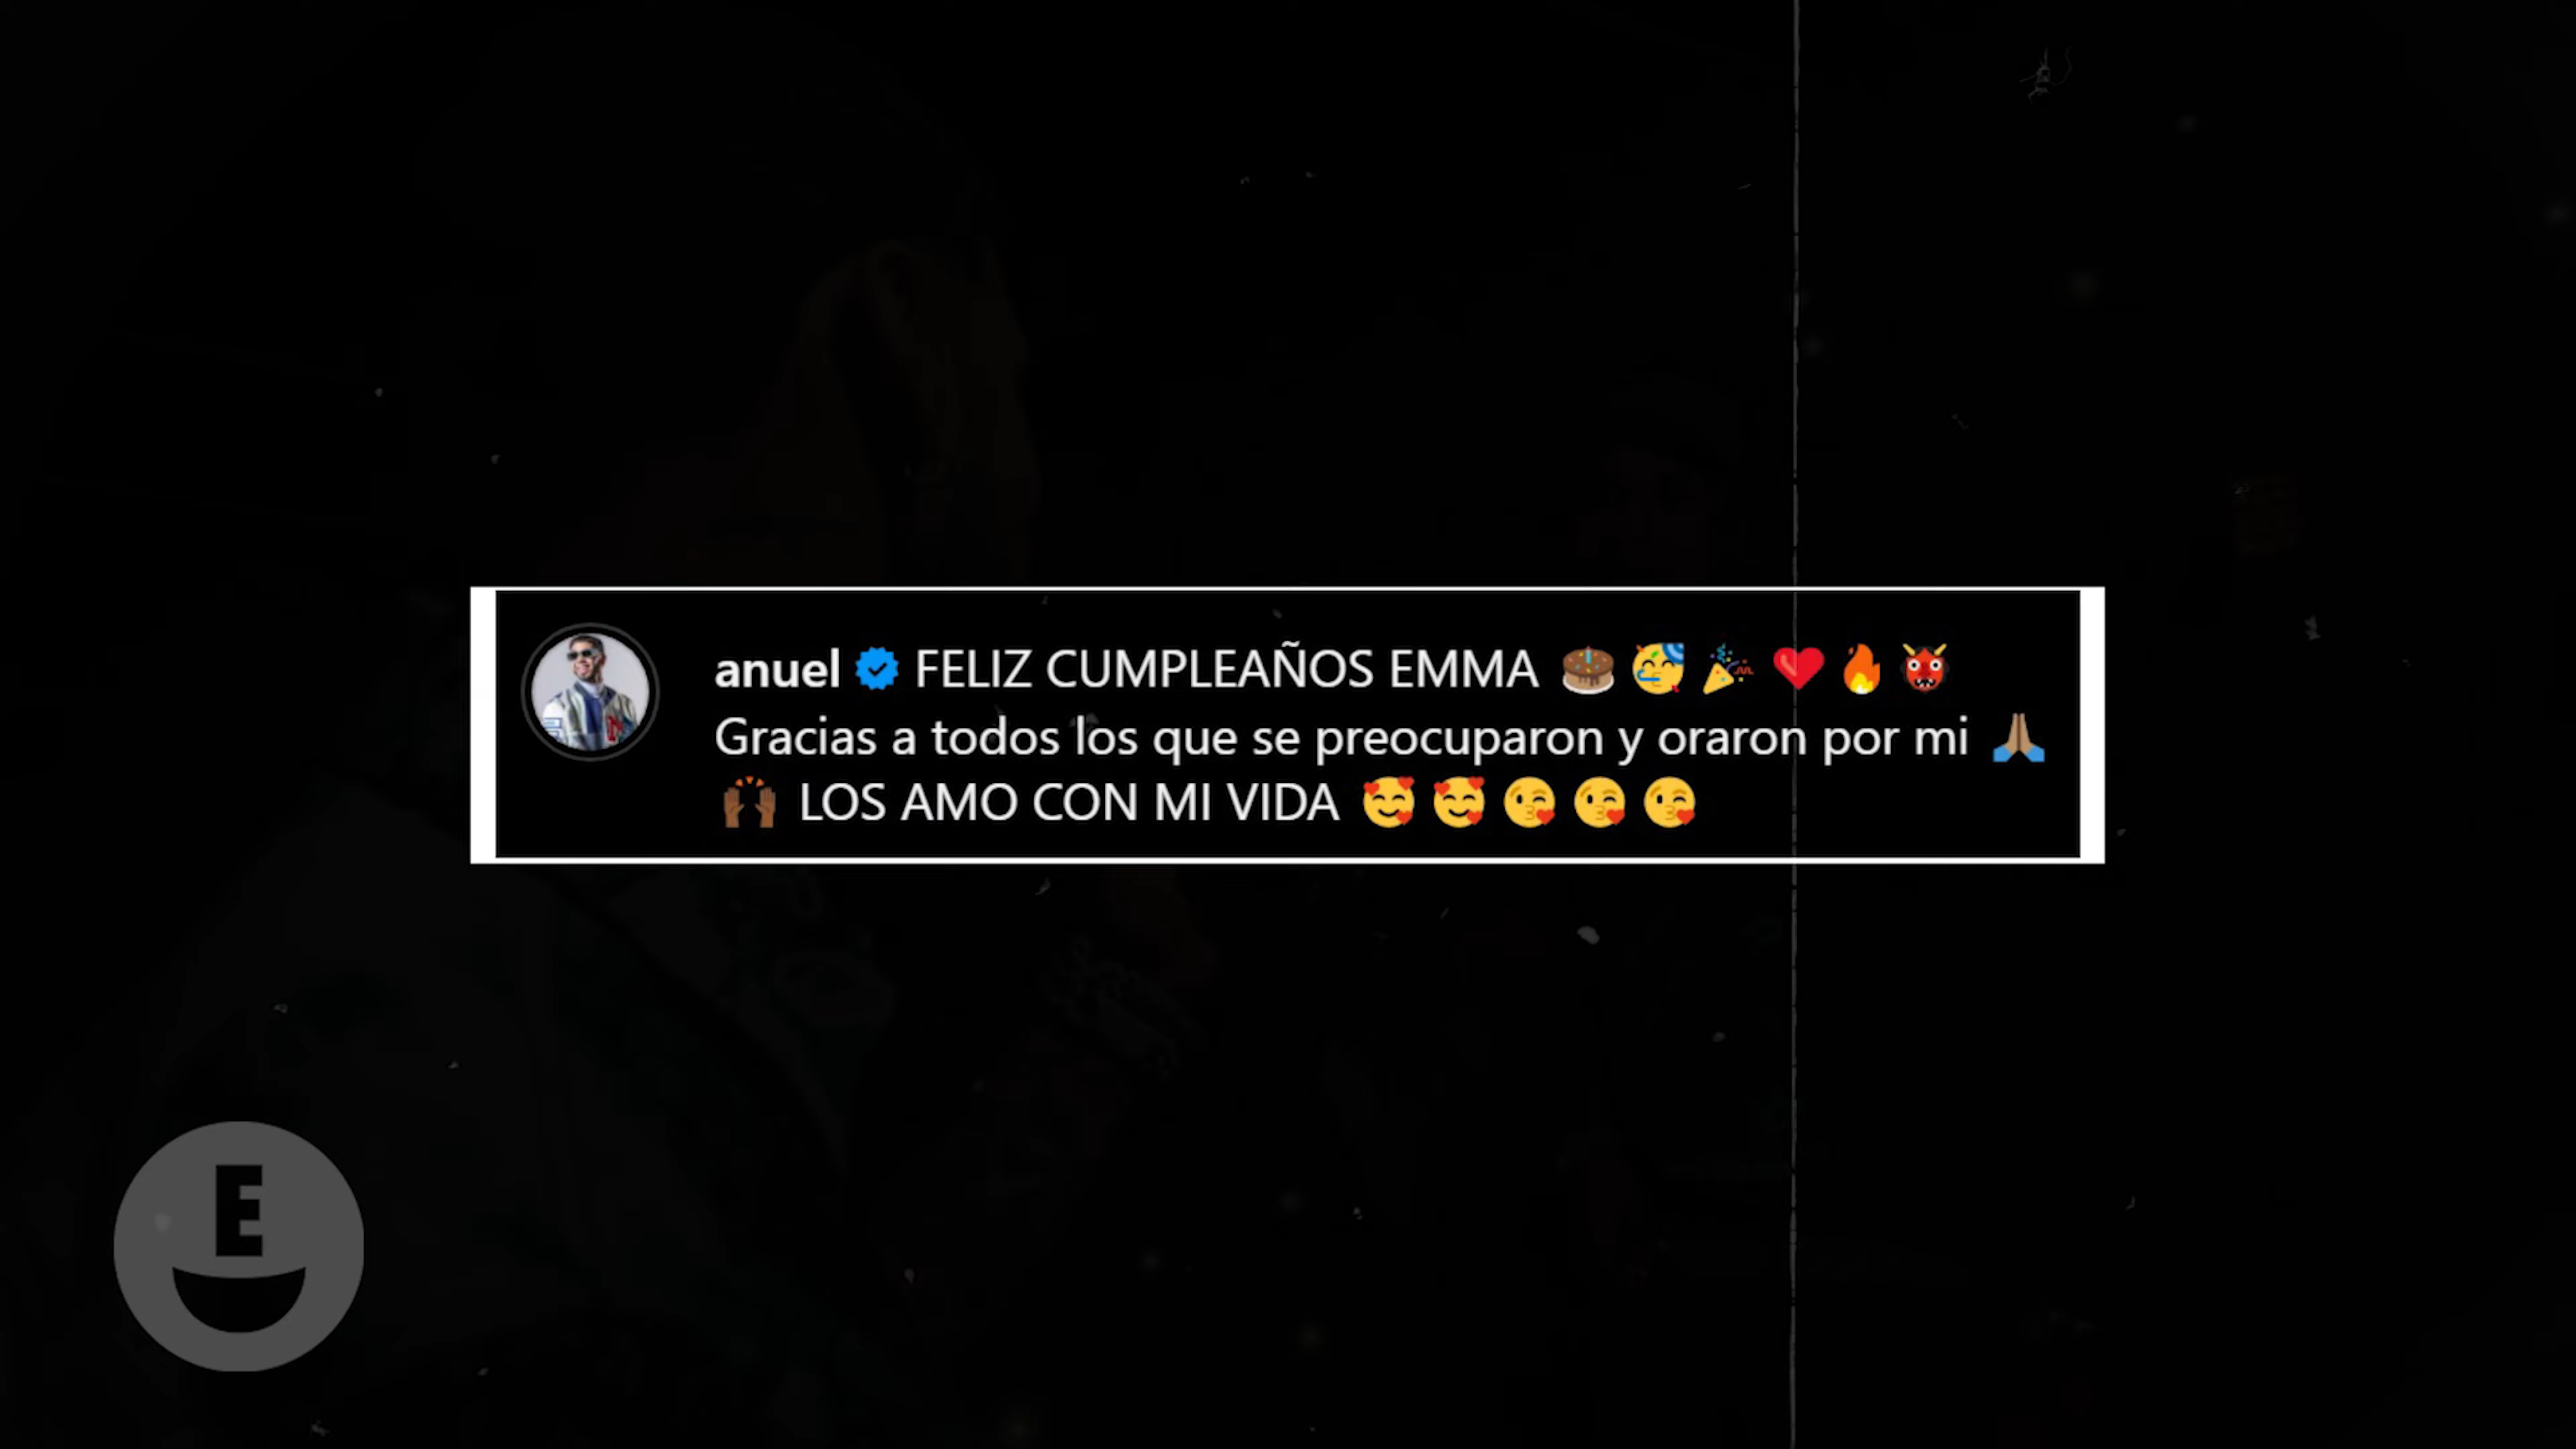 anuel FELIZ CUMPLEAÑOS EMMA 🎂 🥳 🎉 ❤️ 🔥 👹
Gracias a todos los que se preocuparon y oraron por mi 🙏🏽
🙌🏾 LOS AMO CON MI VIDA 🥰 🥰 😘 😘 😘
E